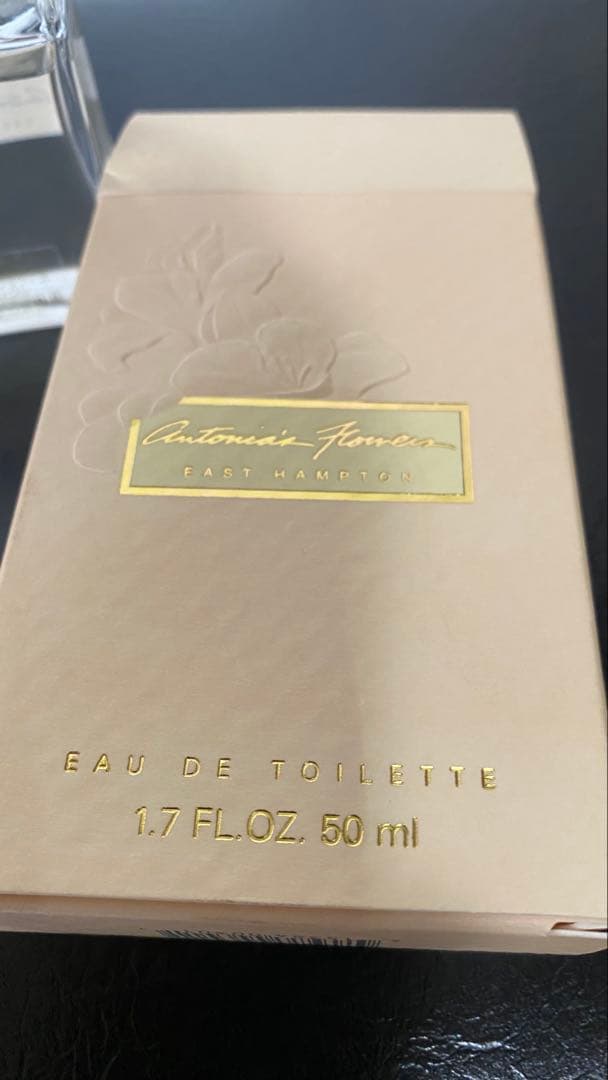 Antonia's Flowers
EAST HAMPTON
EAU DE TOILETTE
1.7 FL.OZ. 50 ml